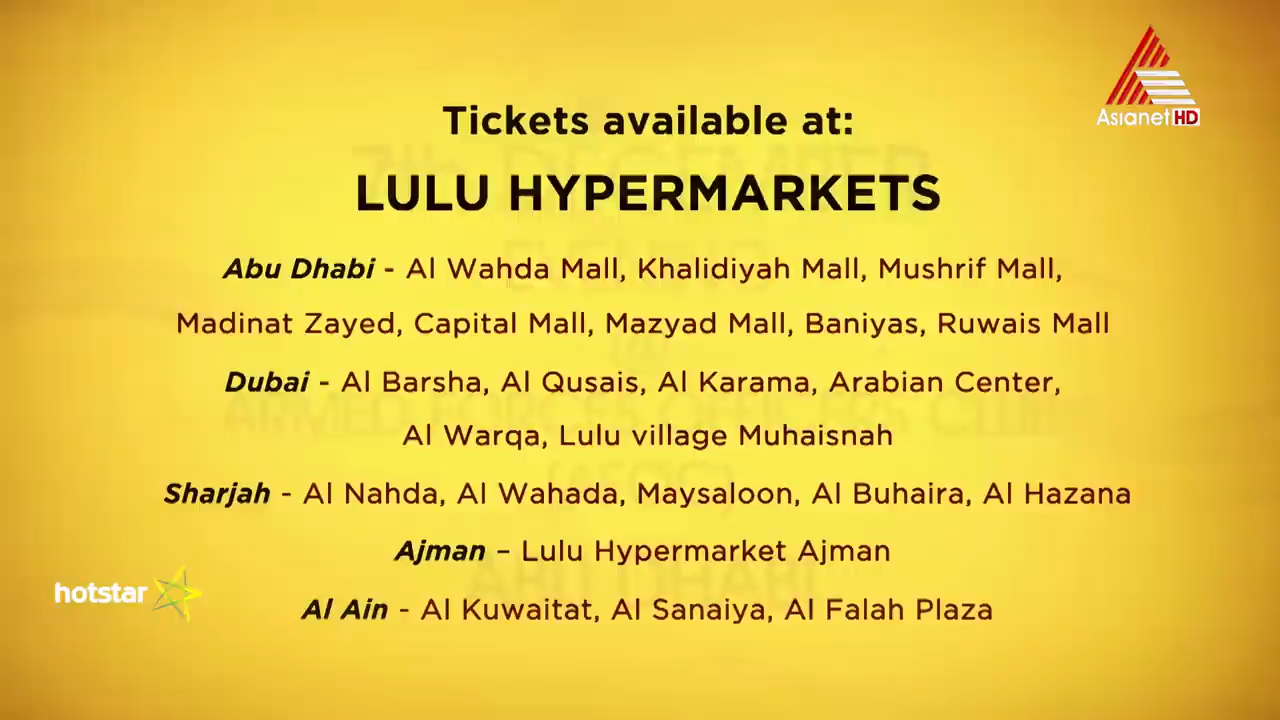 Asianet HD
Tickets available at:
LULU HYPERMARKETS
Abu Dhabi - Al Wahda Mall, Khalidiyah Mall, Mushrif Mall,
Madinat Zayed, Capital Mall, Mazyad Mall, Baniyas, Ruwais Mall
Dubai - Al Barsha, Al Qusais, Al Karama, Arabian Center,
Al Warqa, Lulu village Muhaisnah
Sharjah - Al Nahda, Al Wahada, Maysaloon, Al Buhaira, Al Hazana
Ajman – Lulu Hypermarket Ajman
hotstar
Al Ain - Al Kuwaitat, Al Sanaiya, Al Falah Plaza